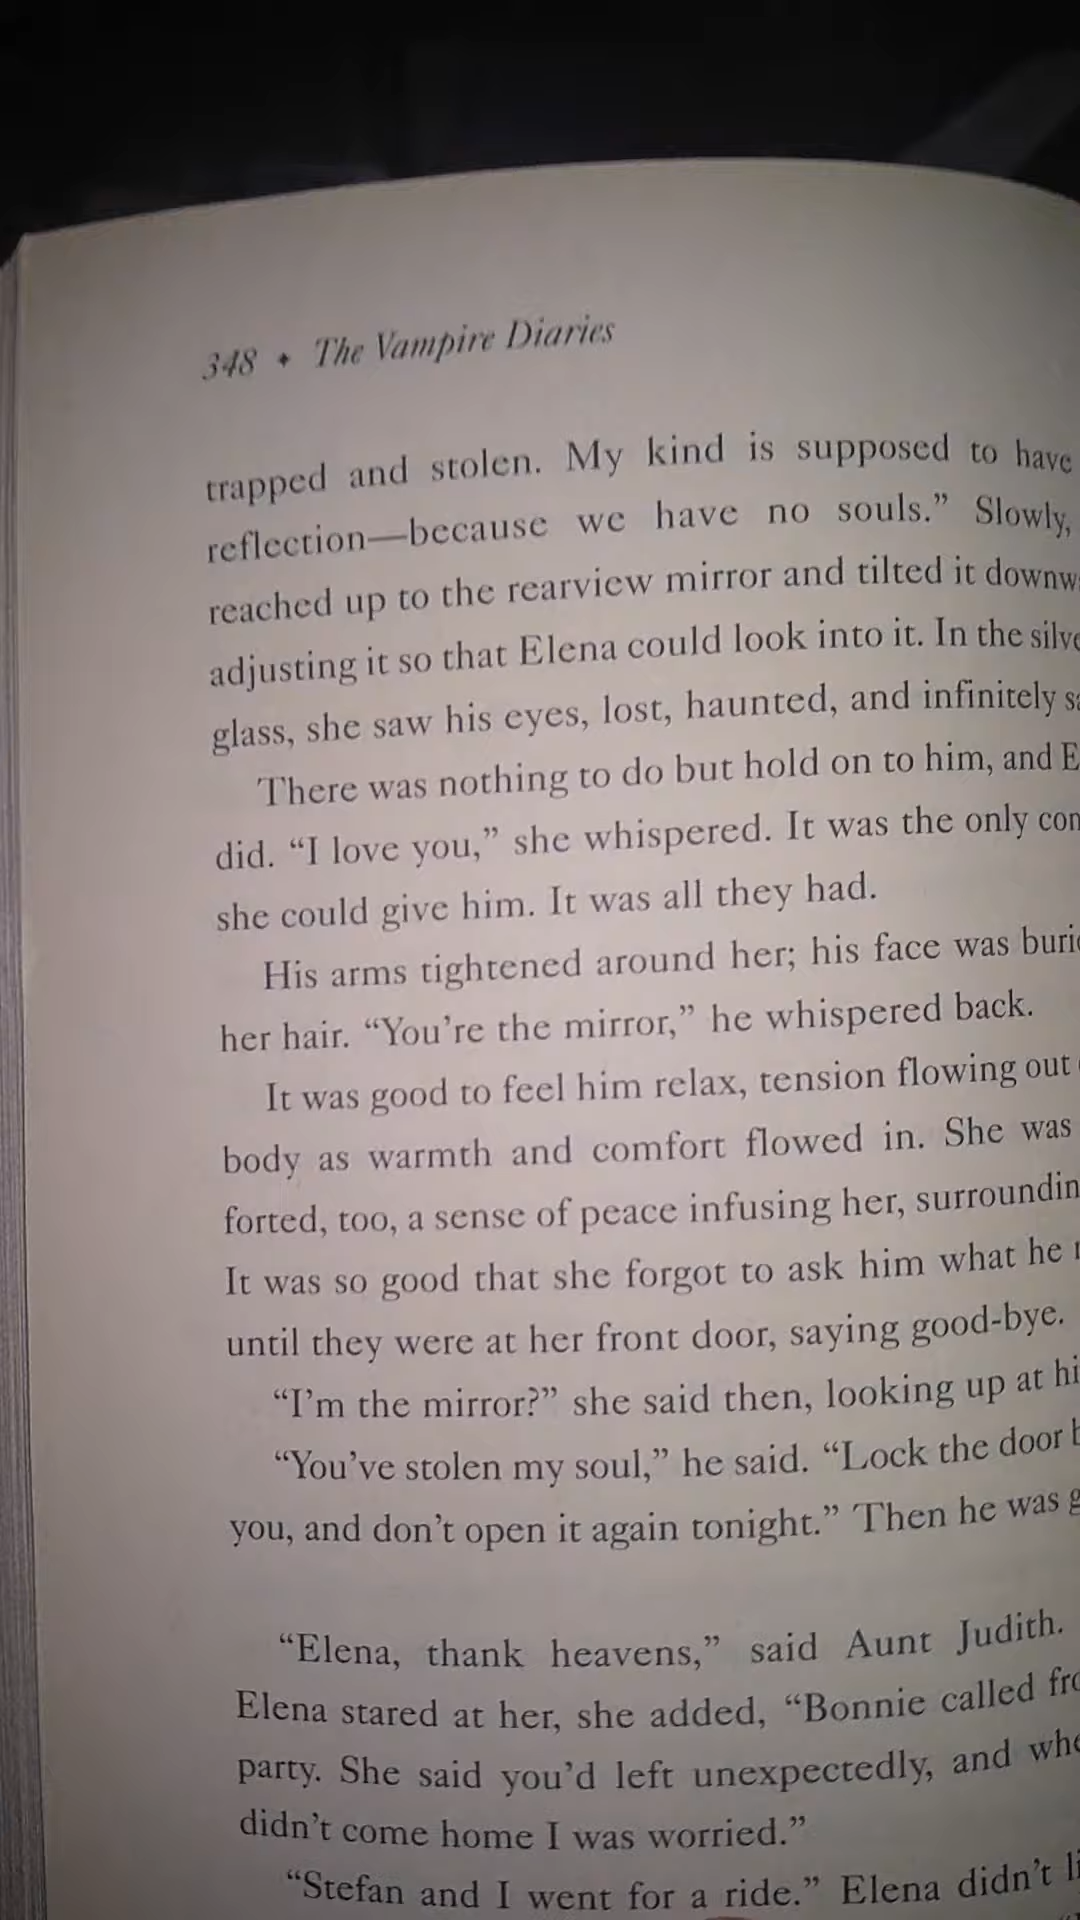 348 ✦ The Vampire Diaries
trapped and stolen. My kind is supposed to have
reflection—because we have no souls.” Slowly,
reached up to the rearview mirror and tilted it
adjusting it so that Elena could look into it. In the
glass, she saw his eyes, lost, haunted, and infinitely
There was nothing to do but hold on to him, and
did. “I love you,” she whispered. It was the only
she could give him. It was all they had.
His arms tightened around her; his face was
her hair. “You’re the mirror,” he whispered back.
It was good to feel him relax, tension flowing out
body as warmth and comfort flowed in. She was
forted, too, a sense of peace infusing her,
It was so good that she forgot to ask him what he
until they were at her front door, saying good-bye.
“I’m the mirror?” she said then, looking up at
“You’ve stolen my soul,” he said. “Lock the door
you, and don’t open it again tonight.” Then he was
“Elena, thank heavens,” said Aunt Judith.
Elena stared at her, she added, “Bonnie called
party. She said you’d left unexpectedly, and
didn’t come home I was worried.”
“Stefan and I went for a ride.” Elena didn’t